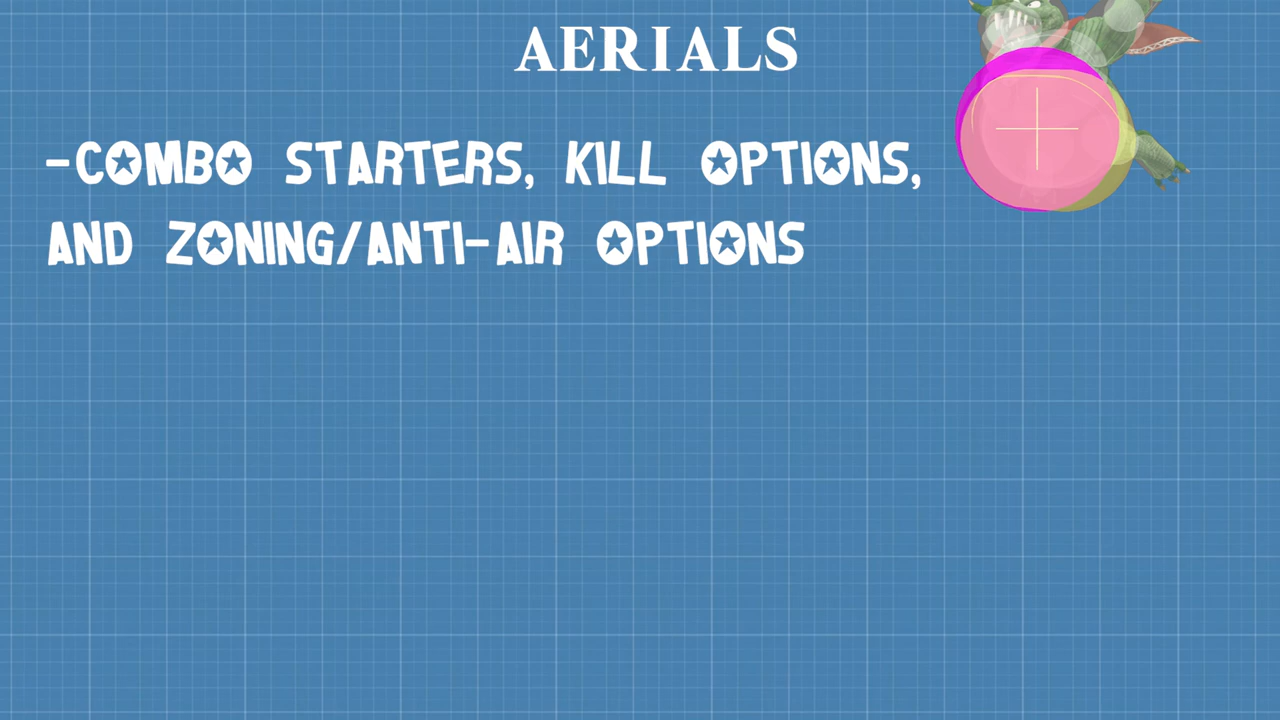 AERIALS
-COMBO STARTERS, KILL OPTIONS,
AND ZONING/ANTI-AIR OPTIONS